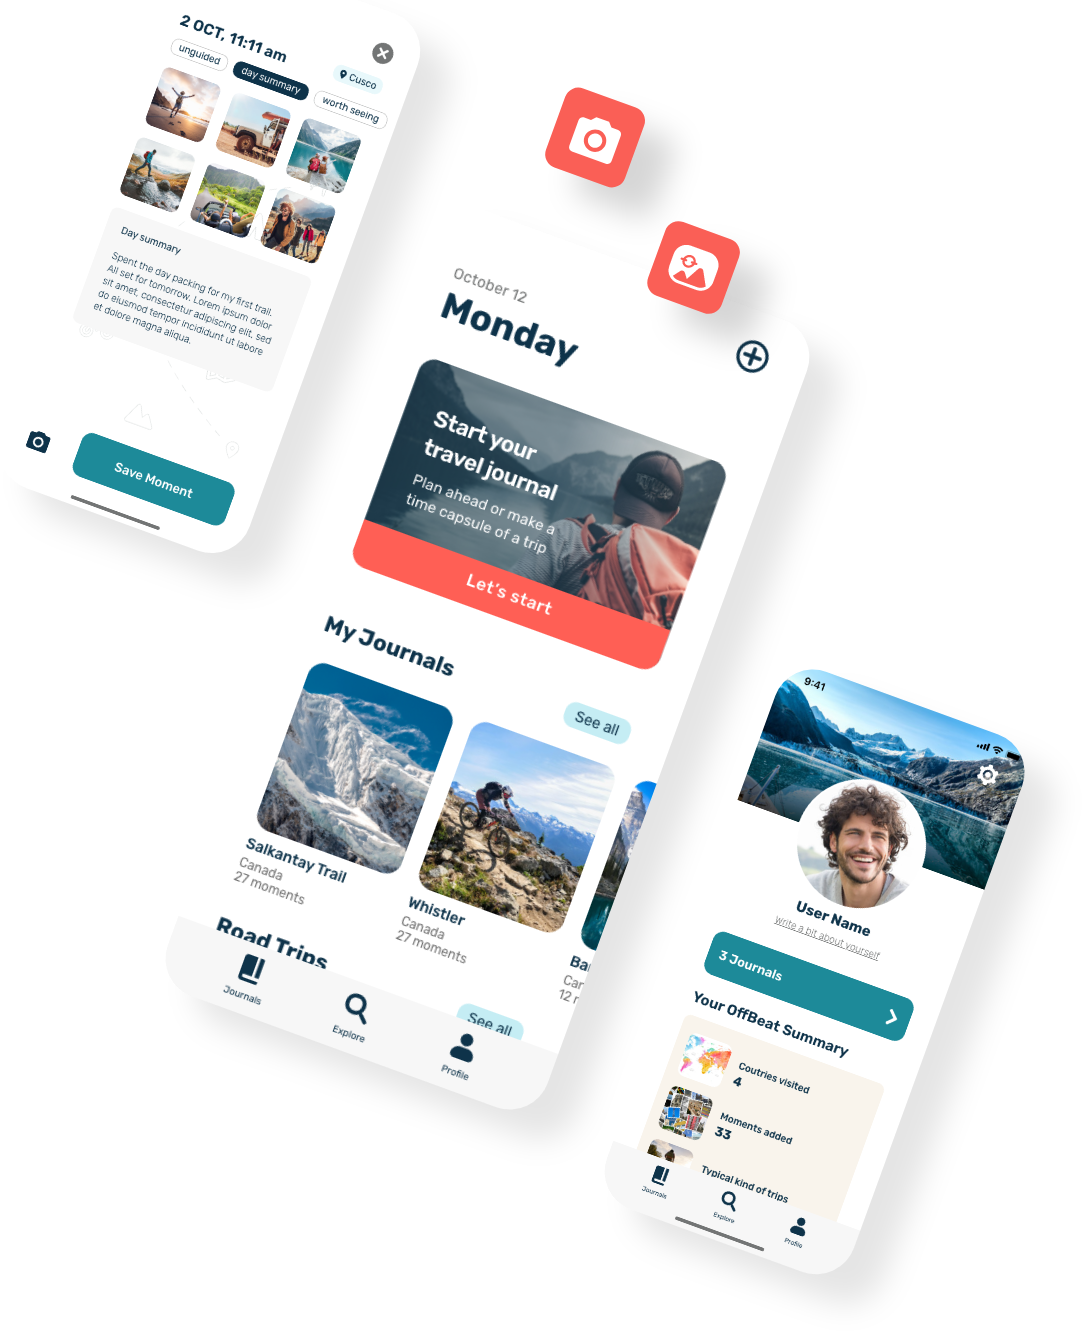 2 OCT, 11:11 am
unguided
day summary
Cusco
worth seeing
Day summary
Spent the day packing for my first trail.
All set for tomorrow. Lorem ipsum dolor
sit amet, consectetur adipiscing elit, sed
do eiusmod tempor incididunt ut labore
et dolore magna aliqua.
Save Moment
October 12
Monday
Start your
travel journal
Plan ahead or make a
time capsule of a trip
Let's start
My Journals
See all
Salkantay Trail
Canada
27 moments
Whistler
Canada
27 moments
Ba
Car
12 r
Road Trips
See all
Journals
Explore
Profile
9:41
User Name
Write a bit about yourself
3 Journals
Your OffBeat Summary
Coutries visited
4
Moments added
33
Typical kind of trips
Journals
Explore
Profile